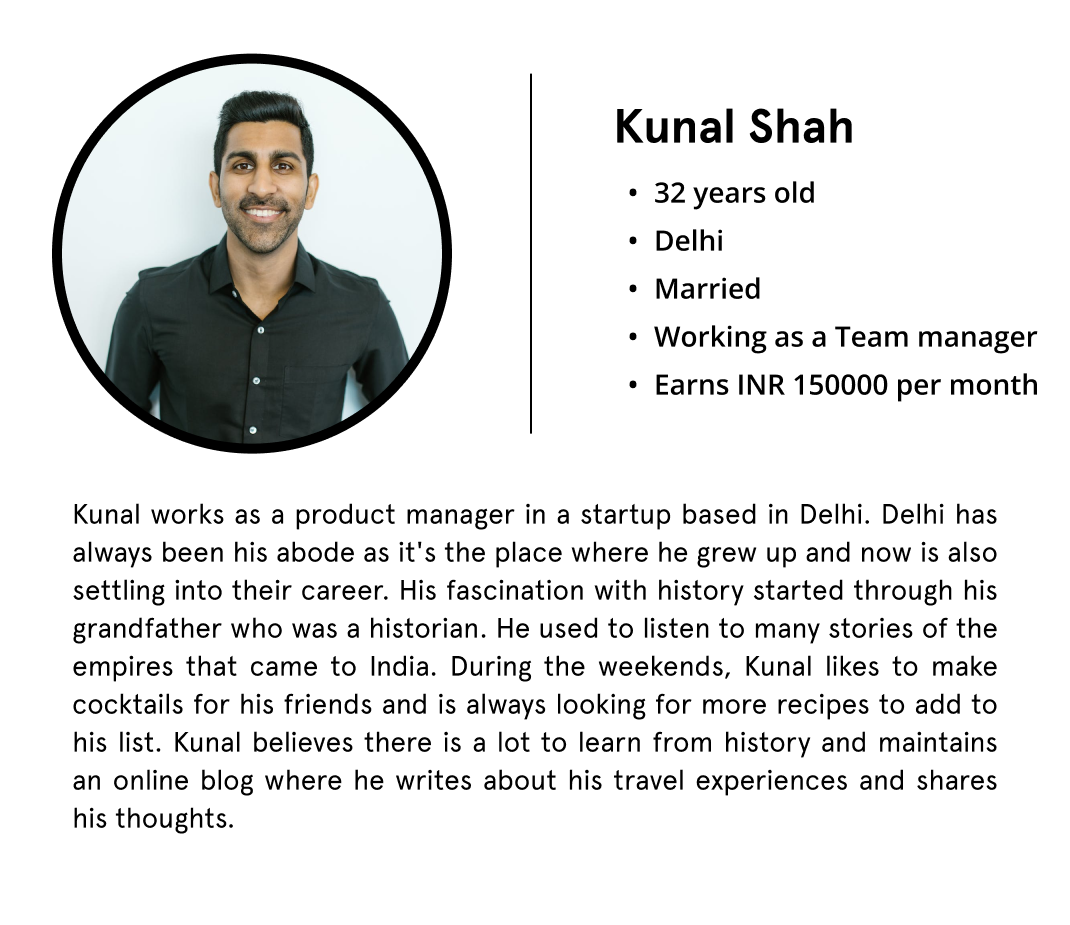 Kunal Shah
• 32 years old
• Delhi
• Married
• Working as a Team manager
• Earns INR 150000 per month
Kunal works as a product manager in a startup based in Delhi. Delhi has
always been his abode as it's the place where he grew up and now is also
settling into their career. His fascination with history started through his
grandfather who was a historian. He used to listen to many stories of the
empires that came to India. During the weekends, Kunal likes to make
cocktails for his friends and is always looking for more recipes to add to
his list. Kunal believes there is a lot to learn from history and maintains
an online blog where he writes about his travel experiences and shares
his thoughts.